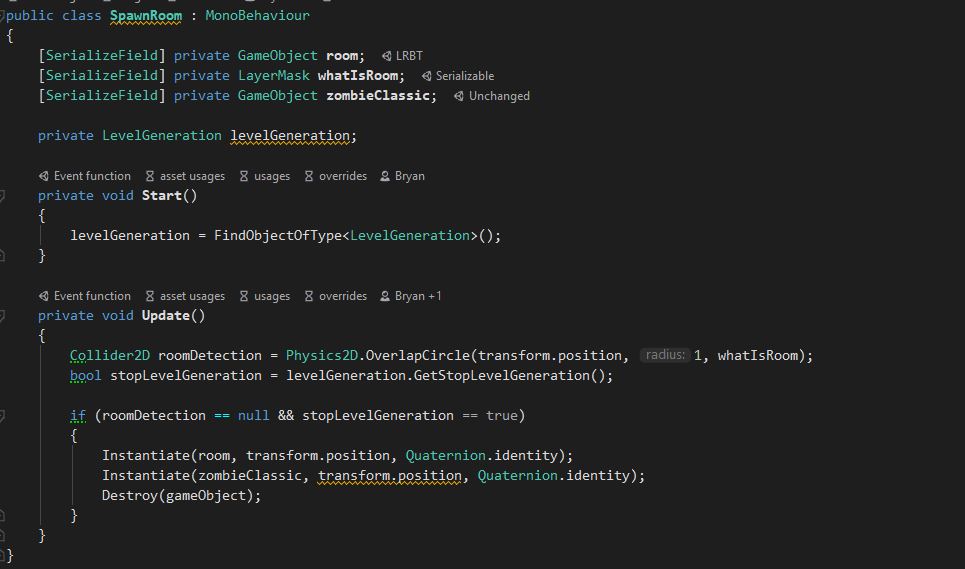 public class SpawnRoom : MonoBehaviour
{
[SerializeField] private GameObject room; LRBT
[SerializeField] private LayerMask whatIsRoom; Serializable
[SerializeField] private GameObject zombieClassic; Unchanged
private LevelGeneration levelGeneration;
Event function asset usages usages overrides Bryan
private void Start()
{
levelGeneration = FindObjectOfType<LevelGeneration>();
}
Event function asset usages usages overrides Bryan +1
private void Update()
{
Collider2D roomDetection = Physics2D.OverlapCircle(transform.position, radius: 1, whatIsRoom);
bool stopLevelGeneration = levelGeneration.GetStopLevelGeneration();
if (roomDetection == null && stopLevelGeneration == true)
{
Instantiate(room, transform.position, Quaternion.identity);
Instantiate(zombieClassic, transform.position, Quaternion.identity);
Destroy(gameObject);
}
}
}